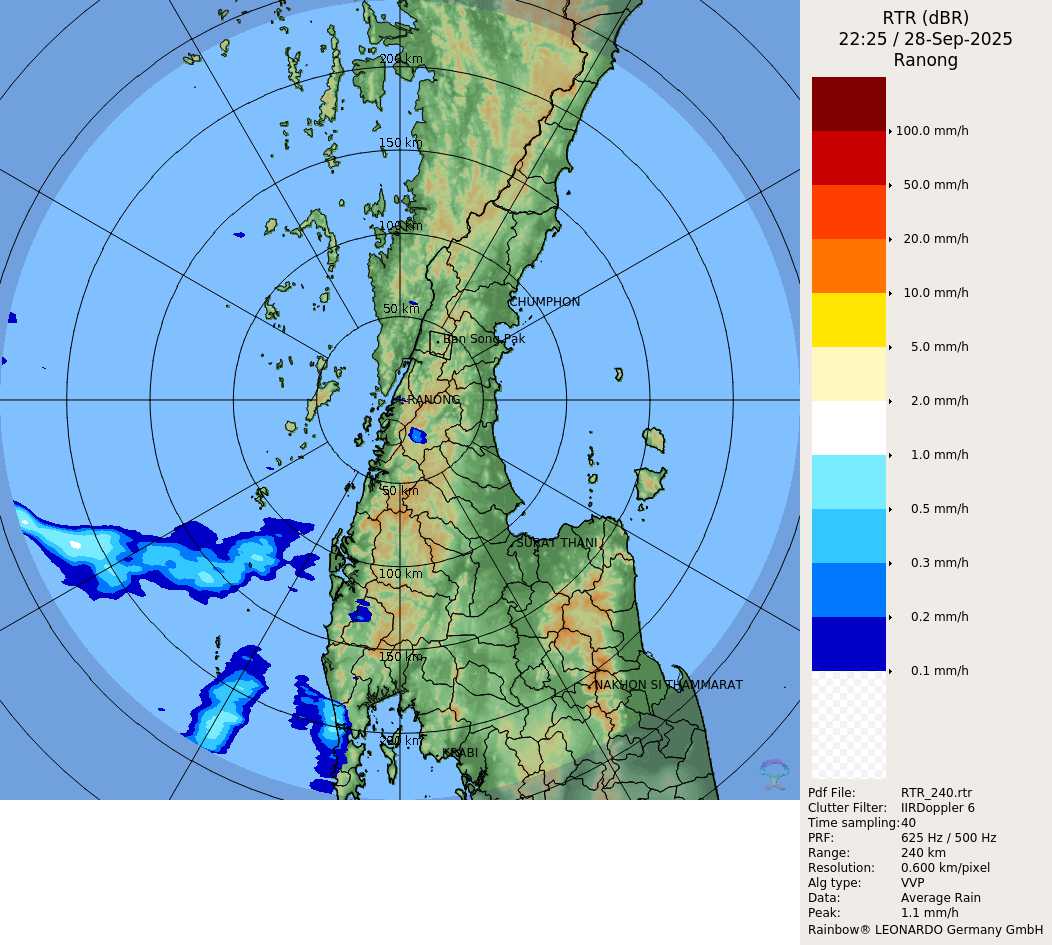 RTR (dBR)
22:25 / 28-Sep-2025
Ranong
200 km
150 km
100 km
50 km
CHUMPHON
Ban Song Pak
RANONG
50 km
SURAT THANI
100 km
150 km
NAKHON SI THAMMARAT
200 km
KRABI
100.0 mm/h
50.0 mm/h
20.0 mm/h
10.0 mm/h
5.0 mm/h
2.0 mm/h
1.0 mm/h
0.5 mm/h
0.3 mm/h
0.2 mm/h
0.1 mm/h
Pdf File: RTR_240.rtr
Clutter Filter: IIRDoppler 6
Time sampling: 40
PRF: 625 Hz / 500 Hz
Range: 240 km
Resolution: 0.600 km/pixel
Alg type: VVP
Data: Average Rain
Peak: 1.1 mm/h
Rainbow® LEONARDO Germany GmbH